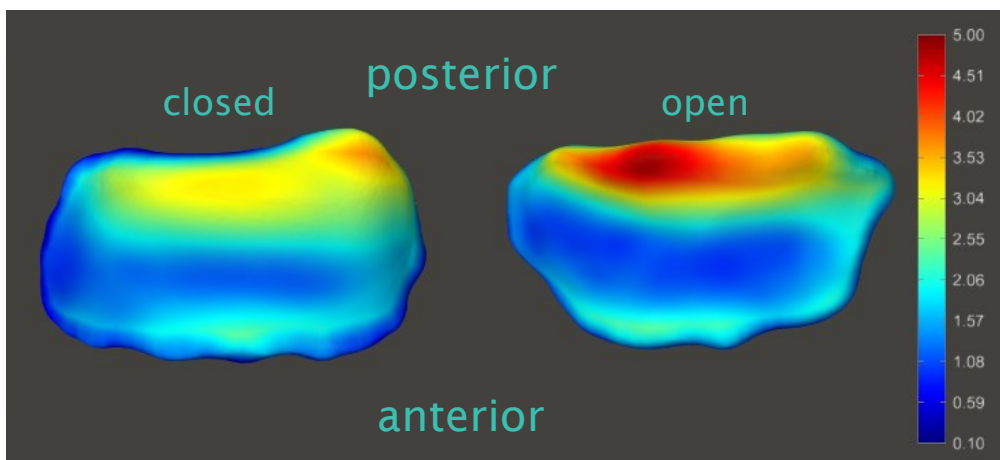 posterior
closed
open
anterior
5.00
4.51
4.02
3.53
3.04
2.55
2.06
1.57
1.08
0.59
0.10